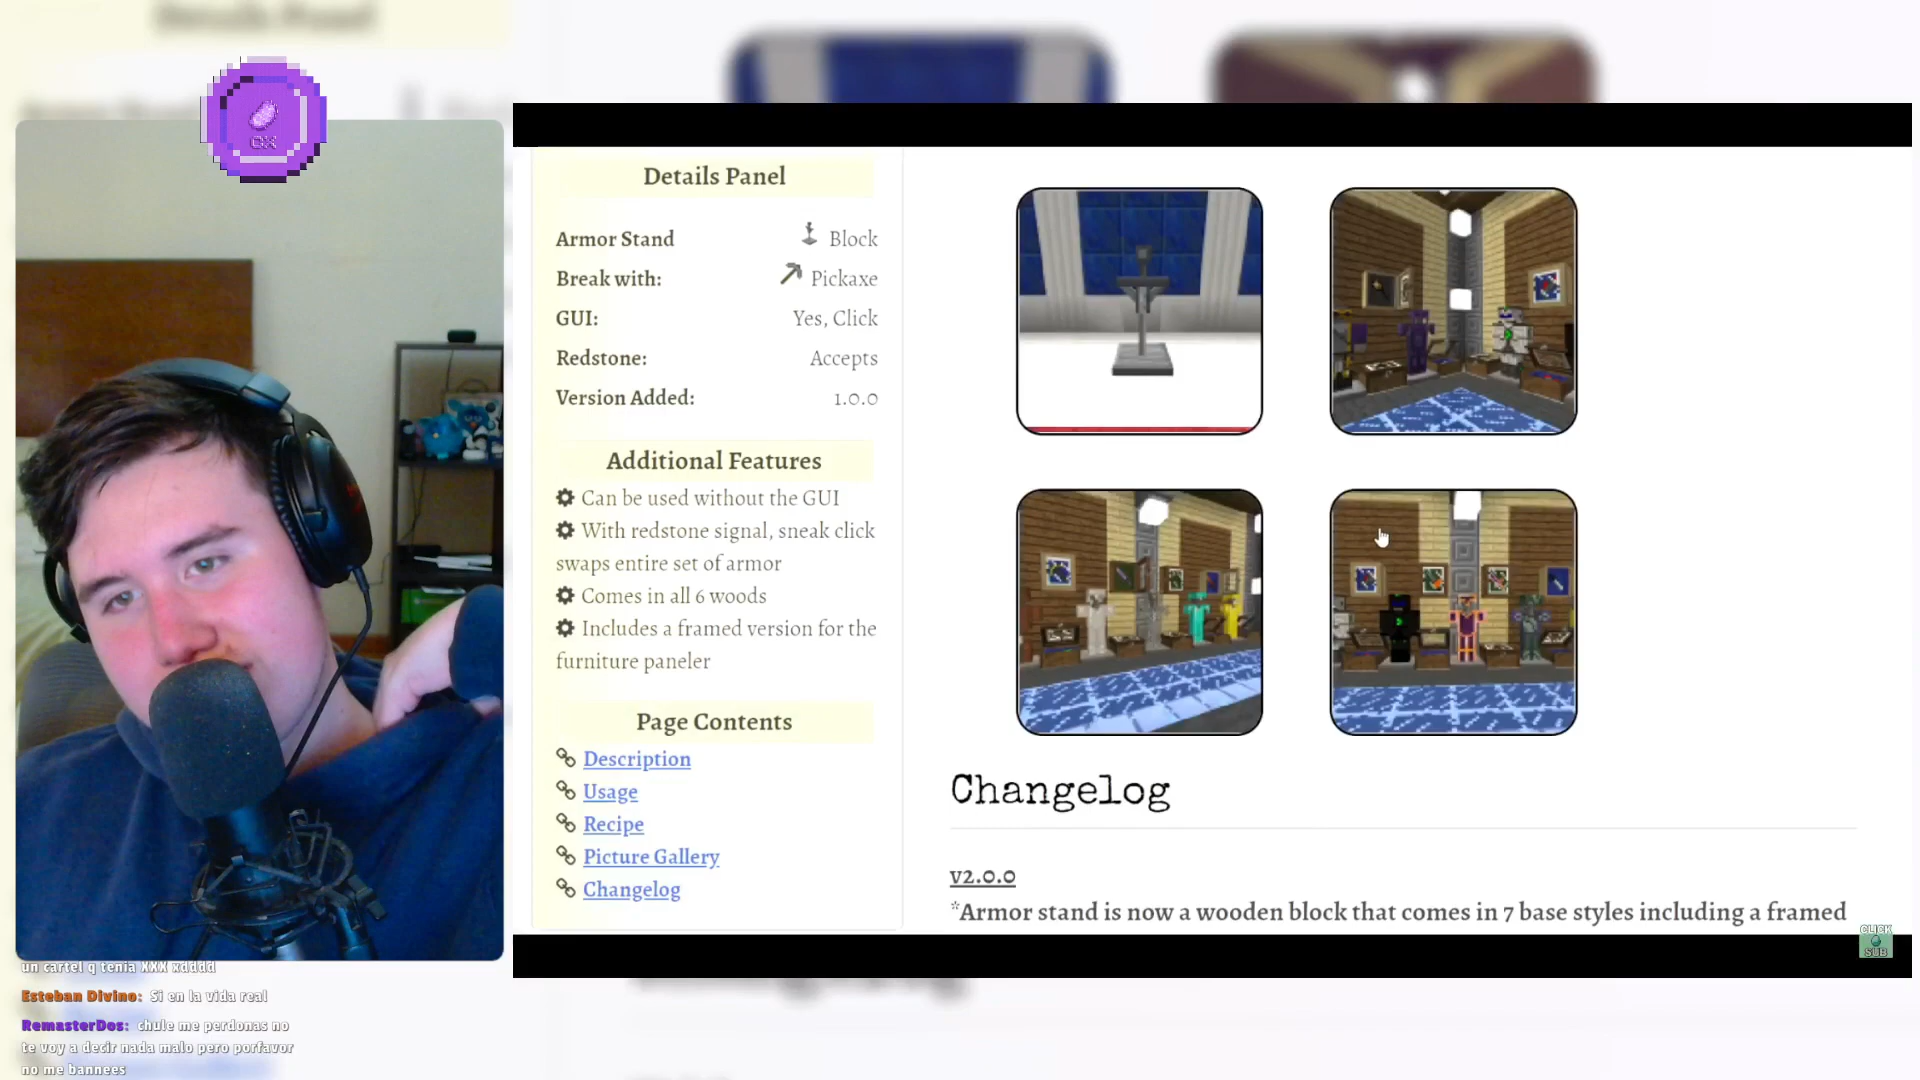 Details Panel
Details Panel
Armor Stand Block
Break with: Pickaxe
GUI: Yes, Click
Redstone: Accepts
Version Added: 1.0.0
Additional Features
Can be used without the GUI
With redstone signal, sneak click
swaps entire set of armor
Comes in all 6 woods
Includes a framed version for the
furniture paneler
Page Contents
Description
Usage
Recipe
Picture Gallery
Changelog
Changelog
v2.0.0
*Armor stand is now a wooden block that comes in 7 base styles including a framed
CLICK
SUB
un cartel q tenia XXX xdddd
Esteban Divino: Si en la vida real
RemasterDos: chule me perdonas no
te voy a decir nada malo pero porfavor
no me bannees